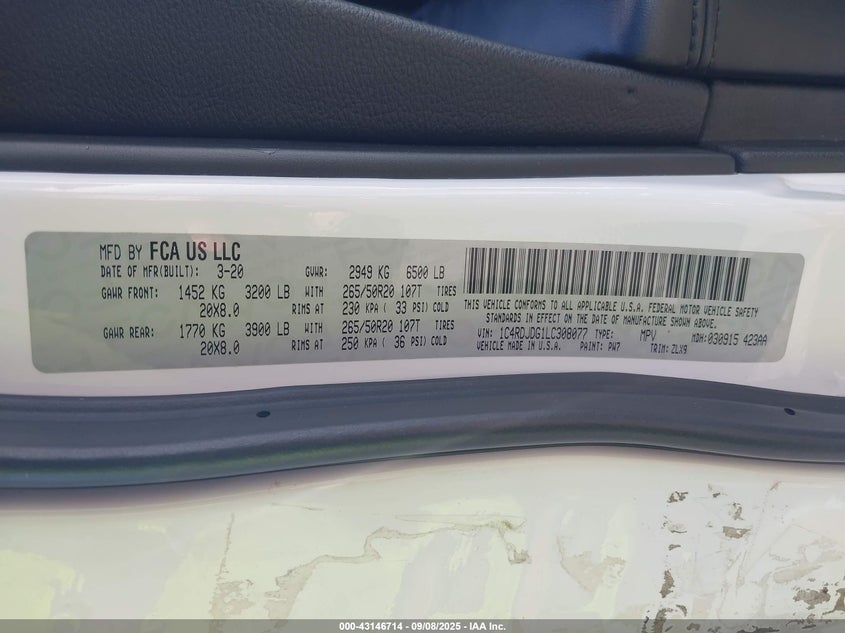 MFD BY FCA US LLC
DATE OF MFR(BUILT): 3-20 GVWR: 2949 KG 6500 LB
GAWR FRONT: 1452 KG 3200 LB WITH 265/50R20 107T TIRES
20X8.0 RIMS AT 230 KPA ( 33 PSI) COLD
GAWR REAR: 1770 KG 3900 LB WITH 265/50R20 107T TIRES
20X8.0 RIMS AT 250 KPA ( 36 PSI) COLD
THIS VEHICLE CONFORMS TO ALL APPLICABLE U.S.A. FEDERAL MOTOR VEHICLE SAFETY
STANDARDS IN EFFECT ON THE DATE OF MANUFACTURE SHOWN ABOVE.
VIN: 1C4RDJDG1LC308077 TYPE: MPV MDH: 030915 423AA
VEHICLE MADE IN U.S.A. PAINT: PW7 TRIM: ZLX9
000-43146714 - 09/08/2025 - IAA Inc.